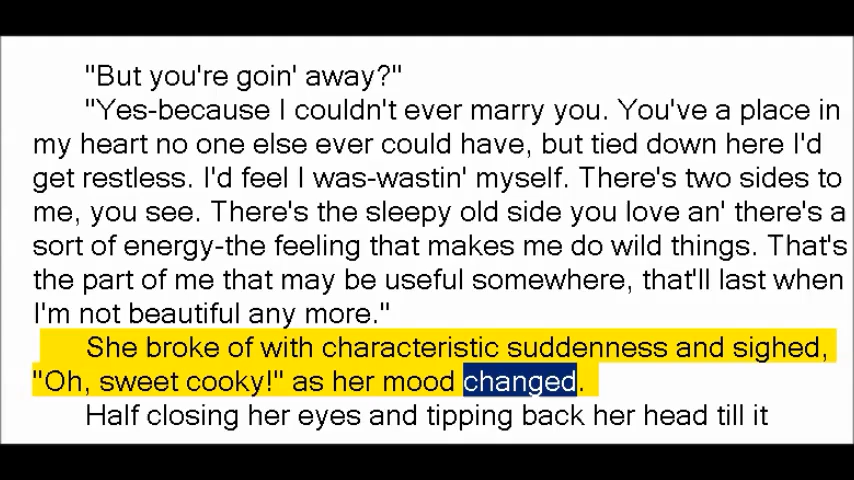 "But you're goin' away?"
"Yes-because I couldn't ever marry you. You've a place in
my heart no one else ever could have, but tied down here I'd
get restless. I'd feel I was-wastin' myself. There's two sides to
me, you see. There's the sleepy old side you love an' there's a
sort of energy-the feeling that makes me do wild things. That's
the part of me that may be useful somewhere, that'll last when
I'm not beautiful any more."
She broke of with characteristic suddenness and sighed,
"Oh, sweet cooky!" as her mood changed.
Half closing her eyes and tipping back her head till it